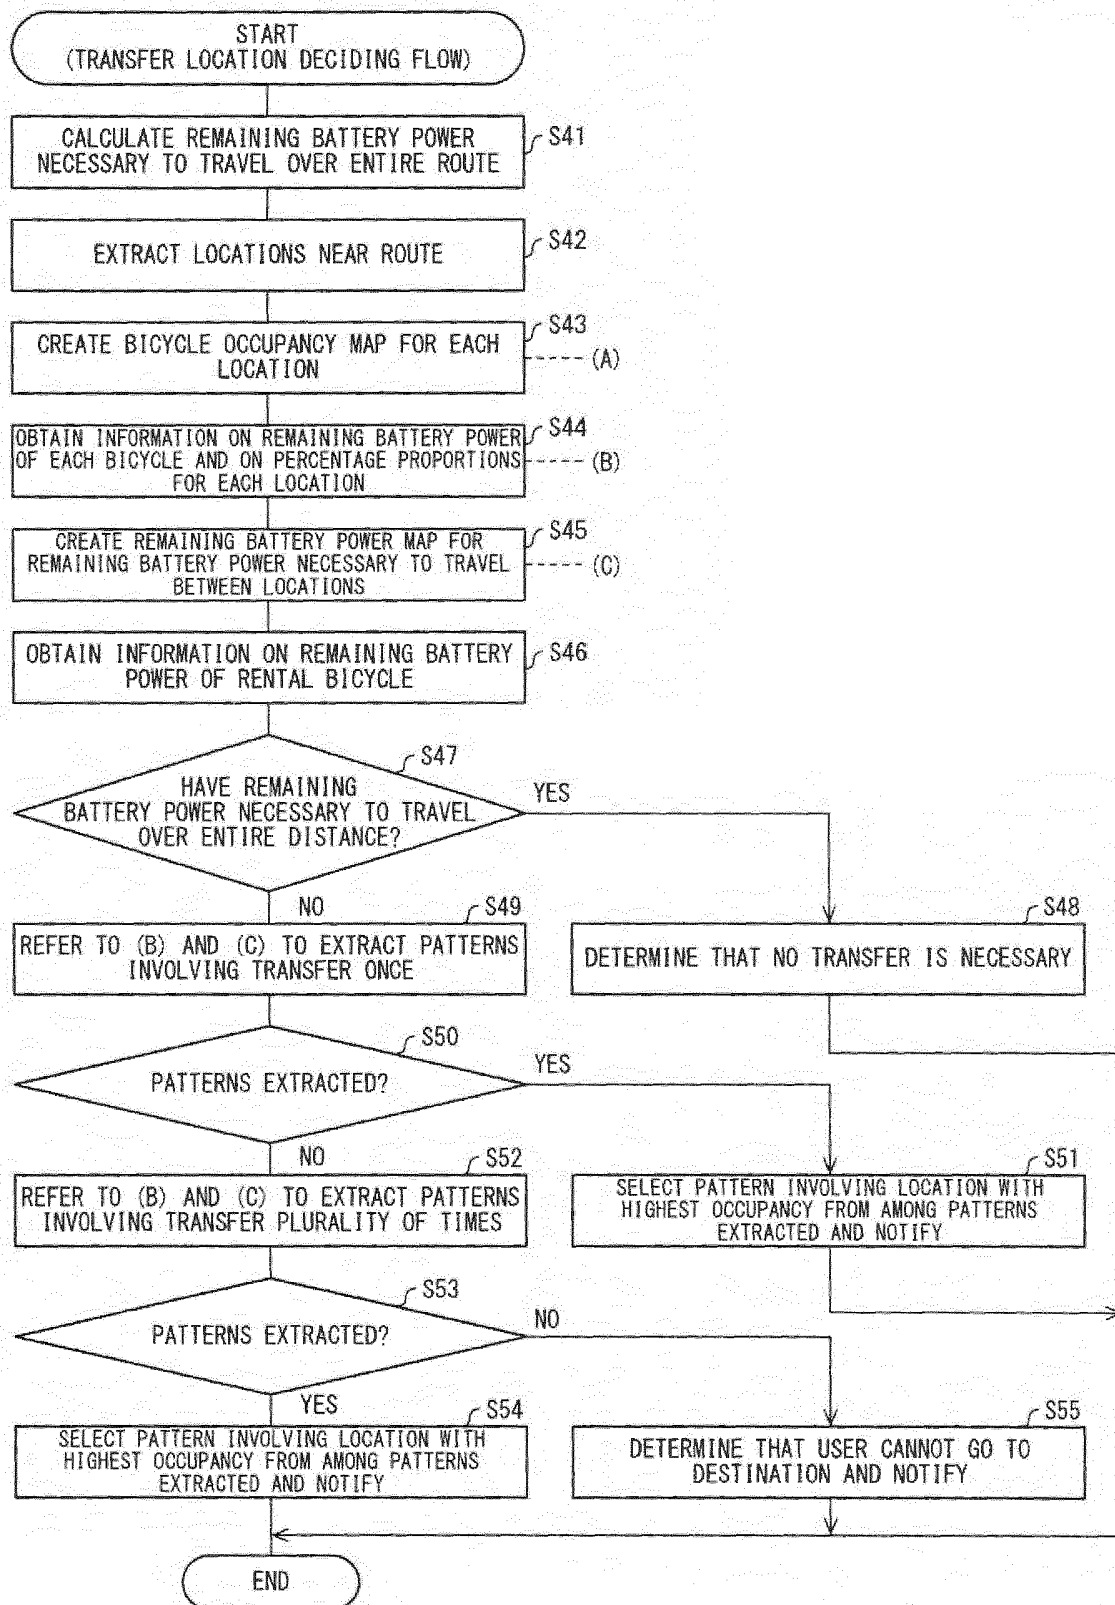 START
(TRANSFER LOCATION DECIDING FLOW)
CALCULATE REMAINING BATTERY POWER
NECESSARY TO TRAVEL OVER ENTIRE ROUTE
S41
EXTRACT LOCATIONS NEAR ROUTE
S42
CREATE BICYCLE OCCUPANCY MAP FOR EACH
LOCATION
S43
(A)
OBTAIN INFORMATION ON REMAINING BATTERY POWER
OF EACH BICYCLE AND ON PERCENTAGE PROPORTIONS
FOR EACH LOCATION
S44
(B)
CREATE REMAINING BATTERY POWER MAP FOR
REMAINING BATTERY POWER NECESSARY TO TRAVEL
BETWEEN LOCATIONS
S45
(C)
OBTAIN INFORMATION ON REMAINING BATTERY
POWER OF RENTAL BICYCLE
S46
S47
HAVE REMAINING
BATTERY POWER NECESSARY TO TRAVEL
OVER ENTIRE DISTANCE?
YES
NO
S49
REFER TO (B) AND (C) TO EXTRACT PATTERNS
INVOLVING TRANSFER ONCE
S48
DETERMINE THAT NO TRANSFER IS NECESSARY
S50
PATTERNS EXTRACTED?
YES
NO
S52
REFER TO (B) AND (C) TO EXTRACT PATTERNS
INVOLVING TRANSFER PLURALITY OF TIMES
S51
SELECT PATTERN INVOLVING LOCATION WITH
HIGHEST OCCUPANCY FROM AMONG PATTERNS
EXTRACTED AND NOTIFY
S53
PATTERNS EXTRACTED?
NO
YES
S54
SELECT PATTERN INVOLVING LOCATION WITH
HIGHEST OCCUPANCY FROM AMONG PATTERNS
EXTRACTED AND NOTIFY
S55
DETERMINE THAT USER CANNOT GO TO
DESTINATION AND NOTIFY
END